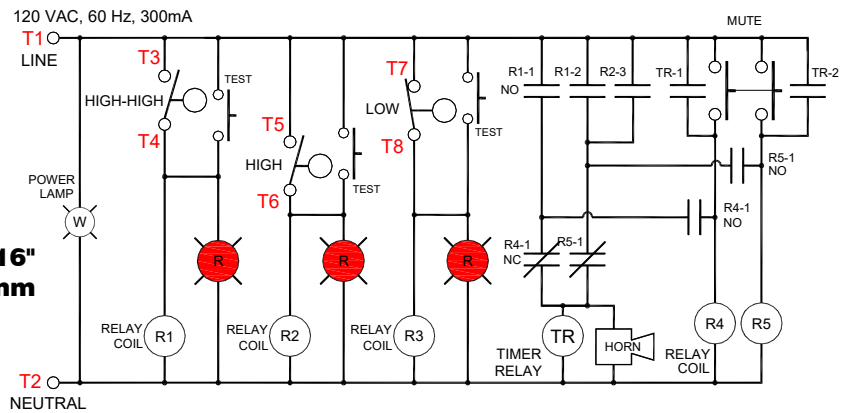 120 VAC, 60 Hz, 300mA
T1
LINE
MUTE
T3
TEST
HIGH-HIGH
T4
T5
HIGH
T6
TEST
T7
LOW
T8
TEST
R1-1
NO
R1-2
R2-3
TR-1
TR-2
R5-1
NO
R4-1
NO
POWER
LAMP
W
R
R
R
R4-1
NC
R5-1
16"
mm
RELAY
COIL
R1
RELAY
COIL
R2
RELAY
COIL
R3
TR
TIMER
RELAY
HORN
RELAY
COIL
R4
R5
T2
NEUTRAL